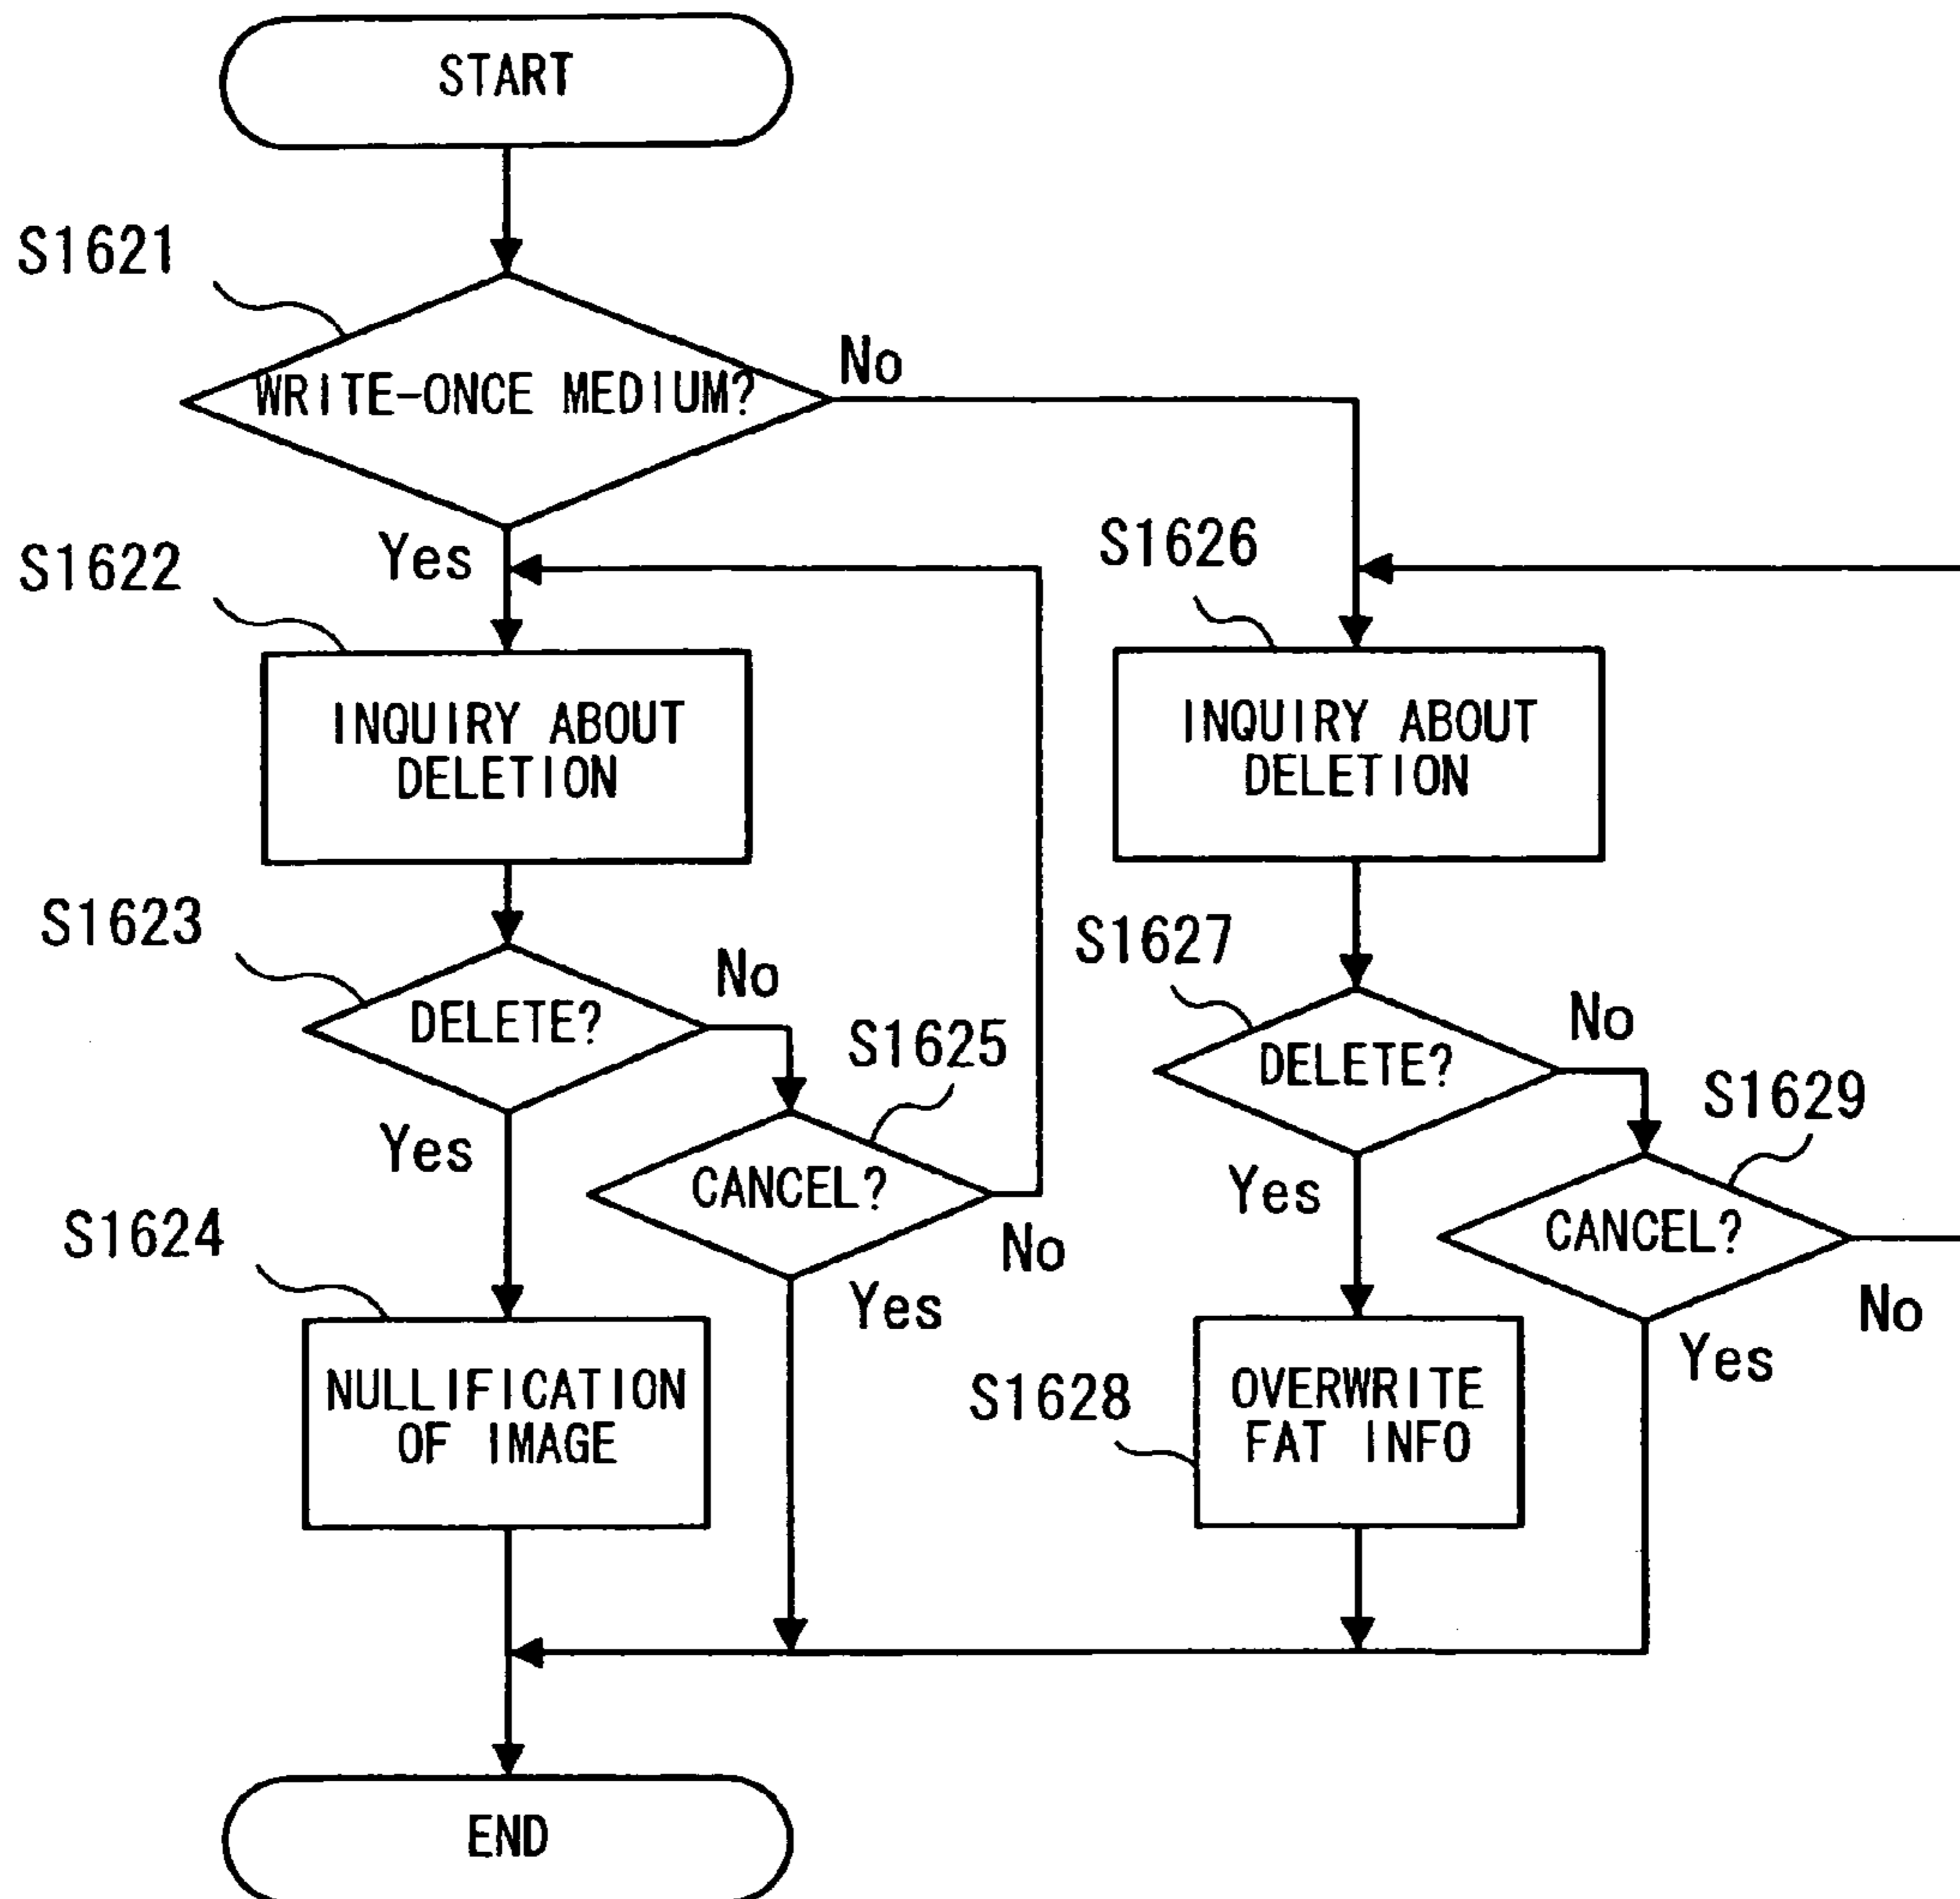 START
S1621
WRITE-ONCE MEDIUM?
No
Yes
S1622
INQUIRY ABOUT
DELETION
S1623
DELETE?
No
S1625
CANCEL?
No
Yes
Yes
S1624
NULLIFICATION
OF IMAGE
S1626
INQUIRY ABOUT
DELETION
S1627
DELETE?
No
S1629
CANCEL?
No
Yes
Yes
S1628
OVERWRITE
FAT INFO
END